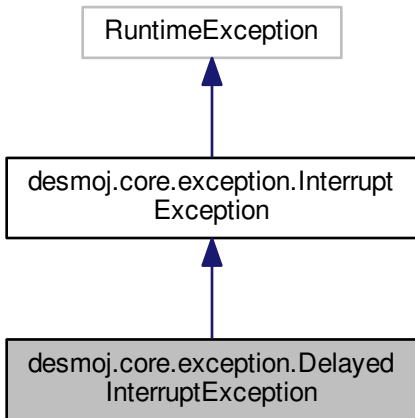 RuntimeException
desmoj.core.exception.Interrupt
Exception
desmoj.core.exception.Delayed
InterruptException